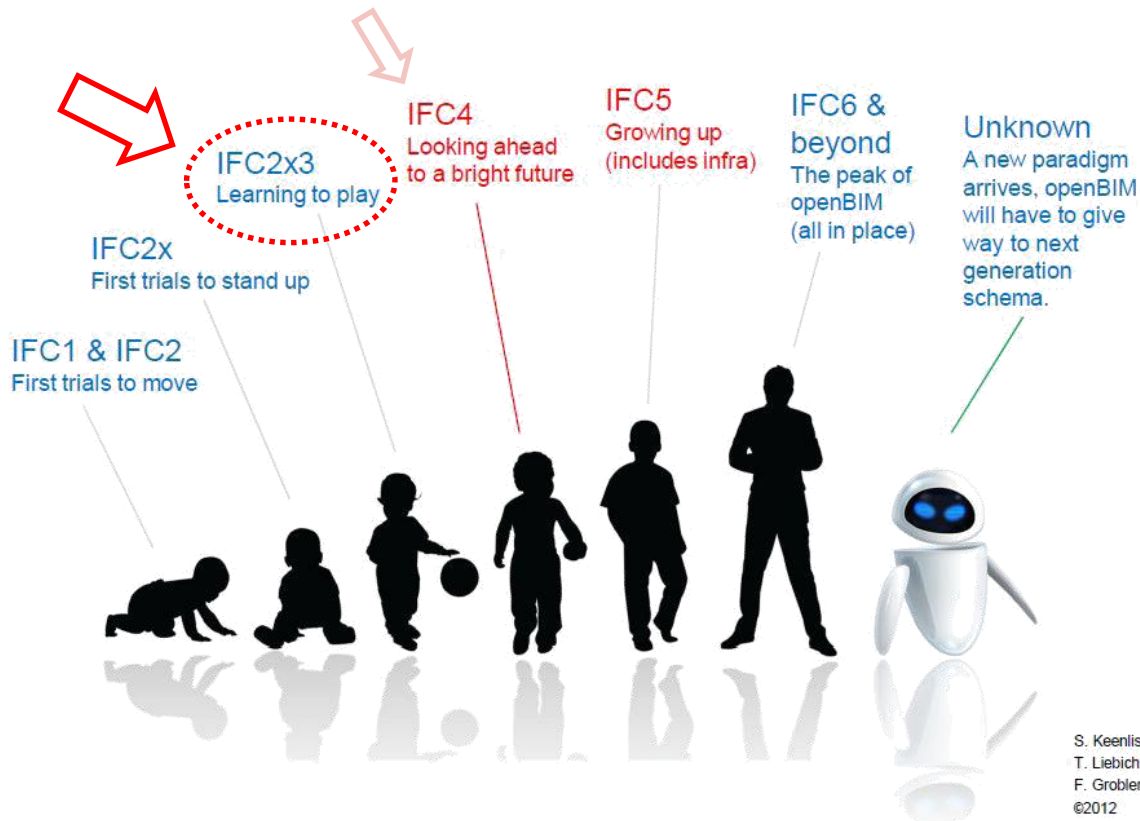 IFC1 & IFC2
First trials to move
IFC2x
First trials to stand up
IFC2x3
Learning to play
IFC4
Looking ahead
to a bright future
IFC5
Growing up
(includes infra)
IFC6 &
beyond
The peak of
openBIM
(all in place)
Unknown
A new paradigm
arrives, openBIM
will have to give
way to next
generation
schema.
S. Keenlis
T. Liebich
F. Grobler
©2012